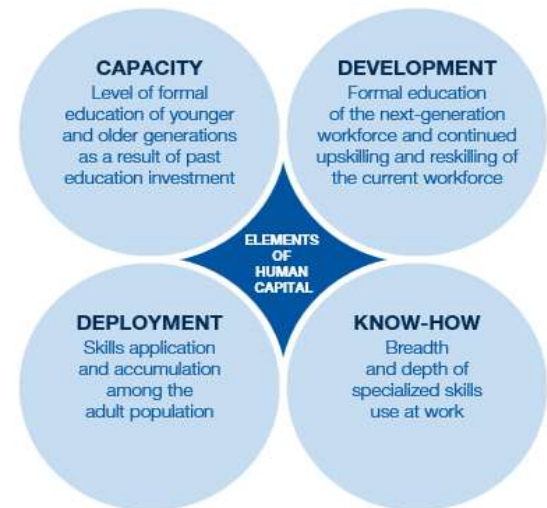 CAPACITY
Level of formal
education of younger
and older generations
as a result of past
education investment
DEVELOPMENT
Formal education
of the next-generation
workforce and continued
upskilling and reskilling of
the current workforce
ELEMENTS
OF
HUMAN
CAPITAL
DEPLOYMENT
Skills application
and accumulation
among the
adult population
KNOW-HOW
Breadth
and depth of
specialized skills
use at work